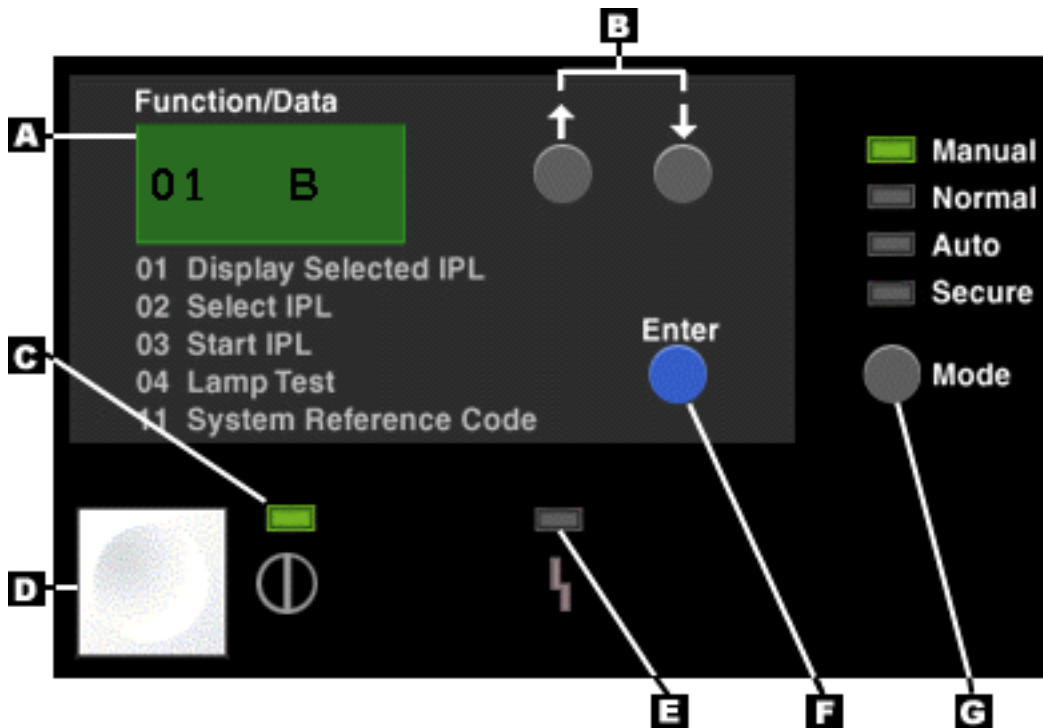 B
Function/Data
A
01 B
Manual
Normal
Auto
Secure
01 Display Selected IPL
02 Select IPL
03 Start IPL
04 Lamp Test
11 System Reference Code
Enter
Mode
C
D
E
F
G